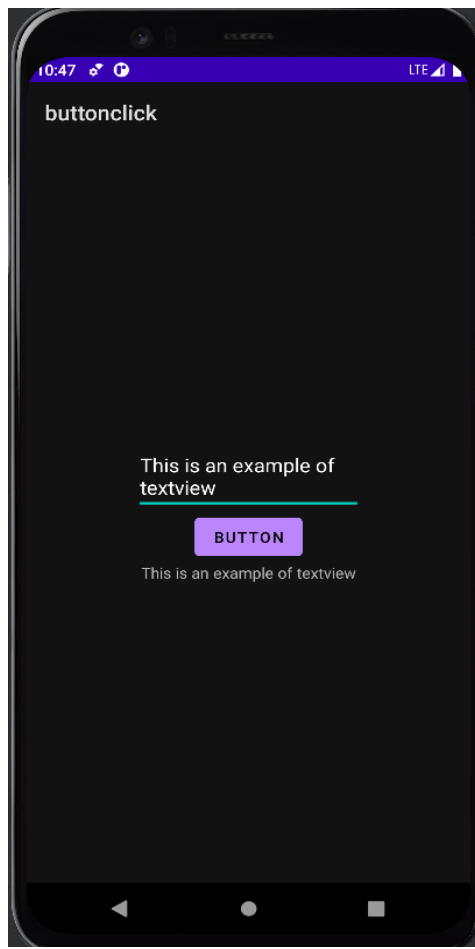 10:47 LTE
buttonclick
This is an example of
textview
BUTTON
This is an example of textview